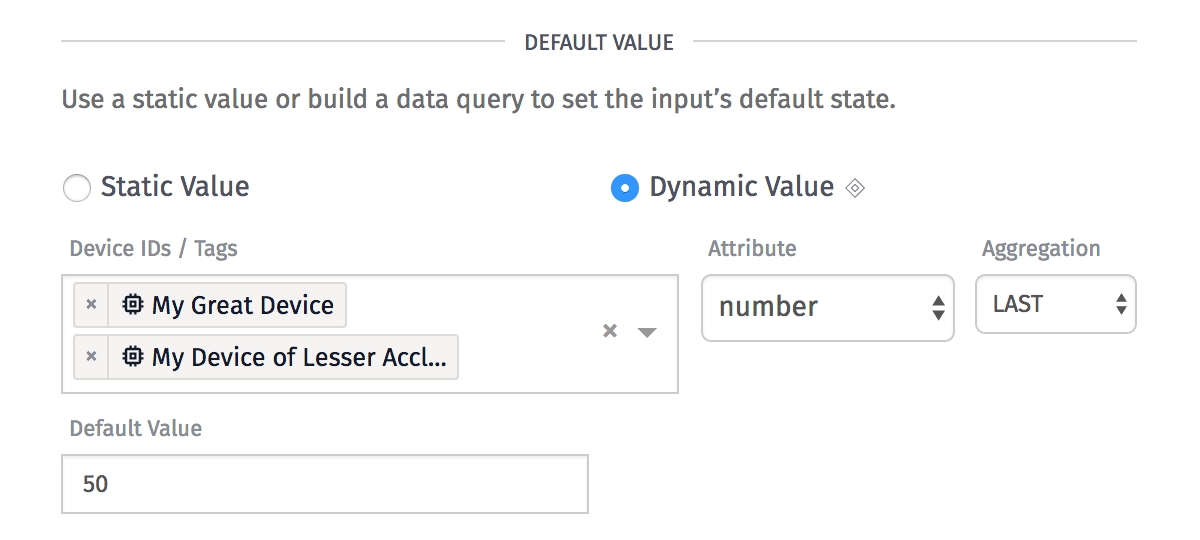 DEFAULT VALUE
Use a static value or build a data query to set the input’s default state.
Static Value
Dynamic Value
Device IDs / Tags
Attribute
Aggregation
× My Great Device
× My Device of Lesser Accl...
×
number
LAST
Default Value
50